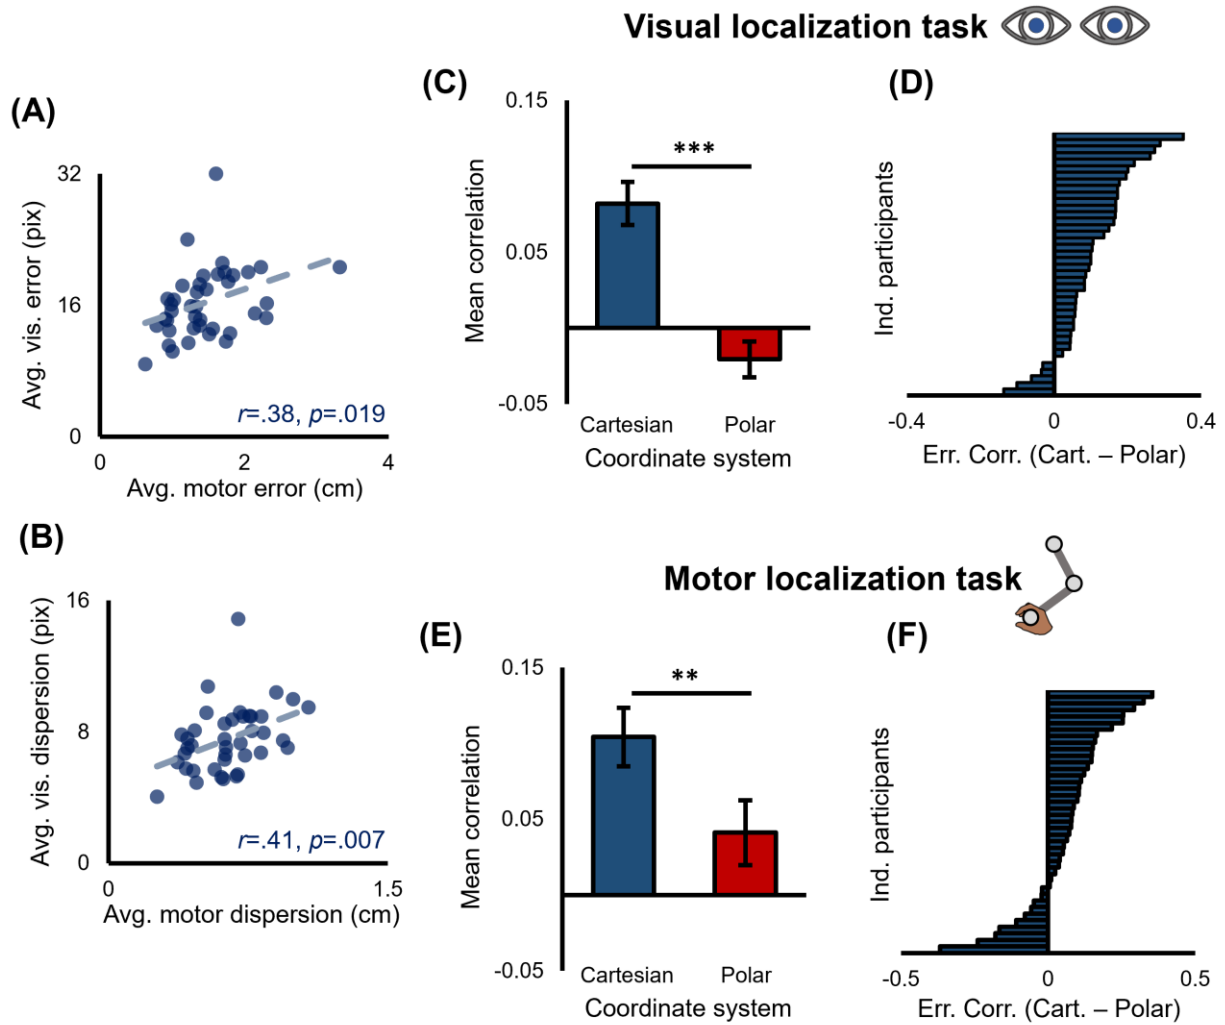 Visual localization task
(A)
32
16
0
0
2
4
Avg. vis. error (pix)
r=.38, p=.019
Avg. motor error (cm)
(C)
0.15
0.05
-0.05
Mean correlation
***
Cartesian
Polar
Coordinate system
(D)
Ind. participants
-0.4
0
0.4
Err. Corr. (Cart. – Polar)
(B)
16
8
0
0
1.5
Avg. vis. dispersion (pix)
r=.41, p=.007
Avg. motor dispersion (cm)
Motor localization task
(E)
0.15
0.05
-0.05
Mean correlation
**
Cartesian
Polar
Coordinate system
(F)
Ind. participants
-0.5
0
0.5
Err. Corr. (Cart. – Polar)